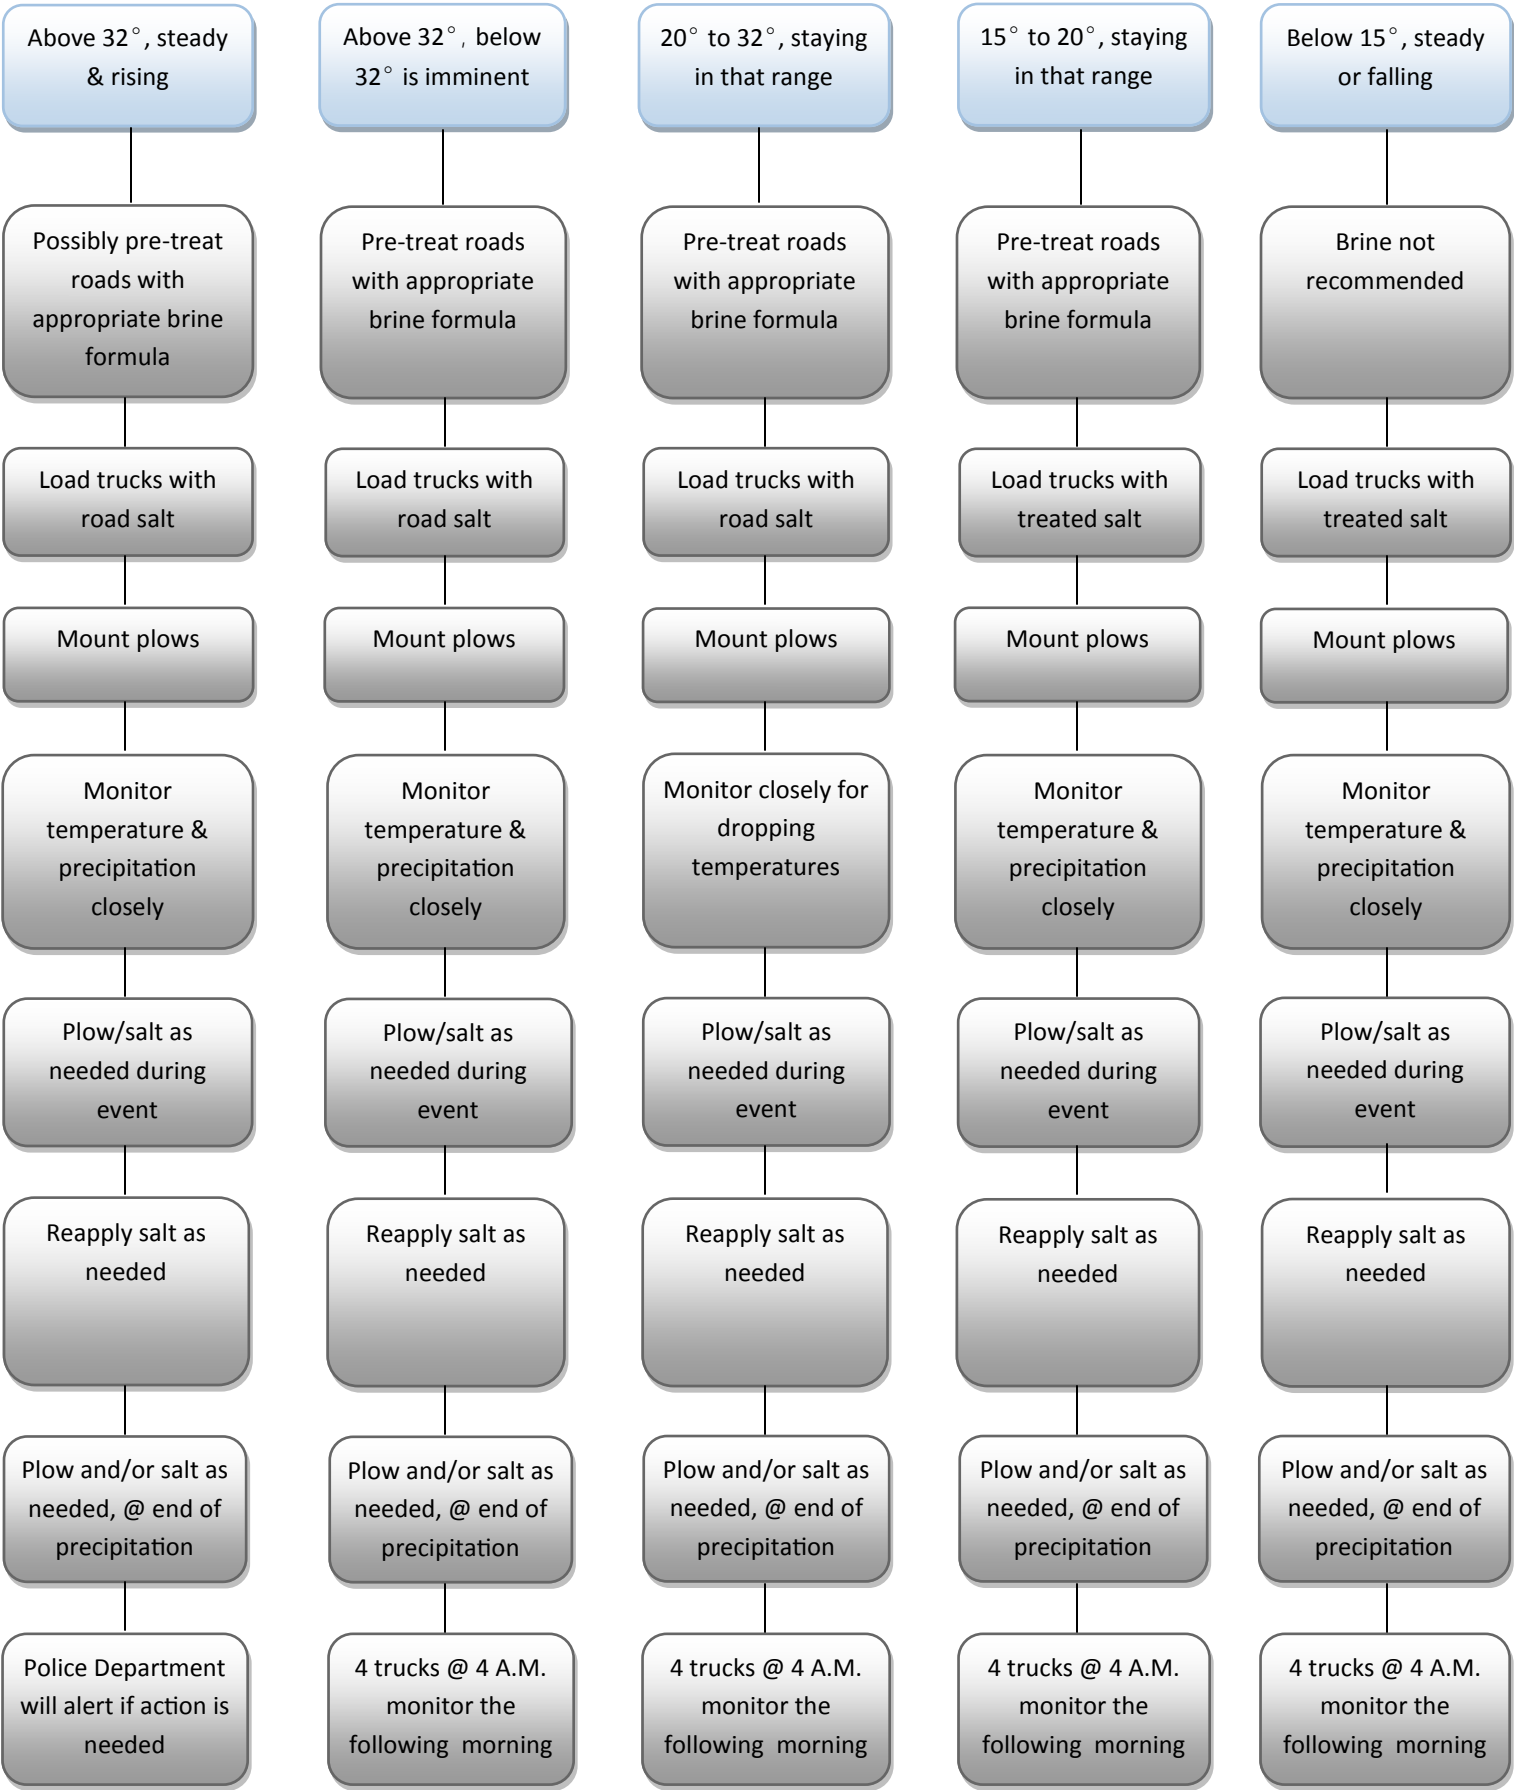 Above 32°, steady
& rising
Possibly pre-treat
roads with
appropriate brine
formula
Load trucks with
road salt
Mount plows
Monitor
temperature &
precipitation
closely
Plow/salt as
needed during
event
Reapply salt as
needed
Plow and/or salt as
needed, @ end of
precipitation
Police Department
will alert if action is
needed
Above 32°, below
32° is imminent
Pre-treat roads
with appropriate
brine formula
Load trucks with
road salt
Mount plows
Monitor
temperature &
precipitation
closely
Plow/salt as
needed during
event
Reapply salt as
needed
Plow and/or salt as
needed, @ end of
precipitation
4 trucks @ 4 A.M.
monitor the
following morning
20° to 32°, staying
in that range
Pre-treat roads
with appropriate
brine formula
Load trucks with
road salt
Mount plows
Monitor closely for
dropping
temperatures
Plow/salt as
needed during
event
Reapply salt as
needed
Plow and/or salt as
needed, @ end of
precipitation
4 trucks @ 4 A.M.
monitor the
following morning
15° to 20°, staying
in that range
Pre-treat roads
with appropriate
brine formula
Load trucks with
treated salt
Mount plows
Monitor
temperature &
precipitation
closely
Plow/salt as
needed during
event
Reapply salt as
needed
Plow and/or salt as
needed, @ end of
precipitation
4 trucks @ 4 A.M.
monitor the
following morning
Below 15°, steady
or falling
Brine not
recommended
Load trucks with
treated salt
Mount plows
Monitor
temperature &
precipitation
closely
Plow/salt as
needed during
event
Reapply salt as
needed
Plow and/or salt as
needed, @ end of
precipitation
4 trucks @ 4 A.M.
monitor the
following morning